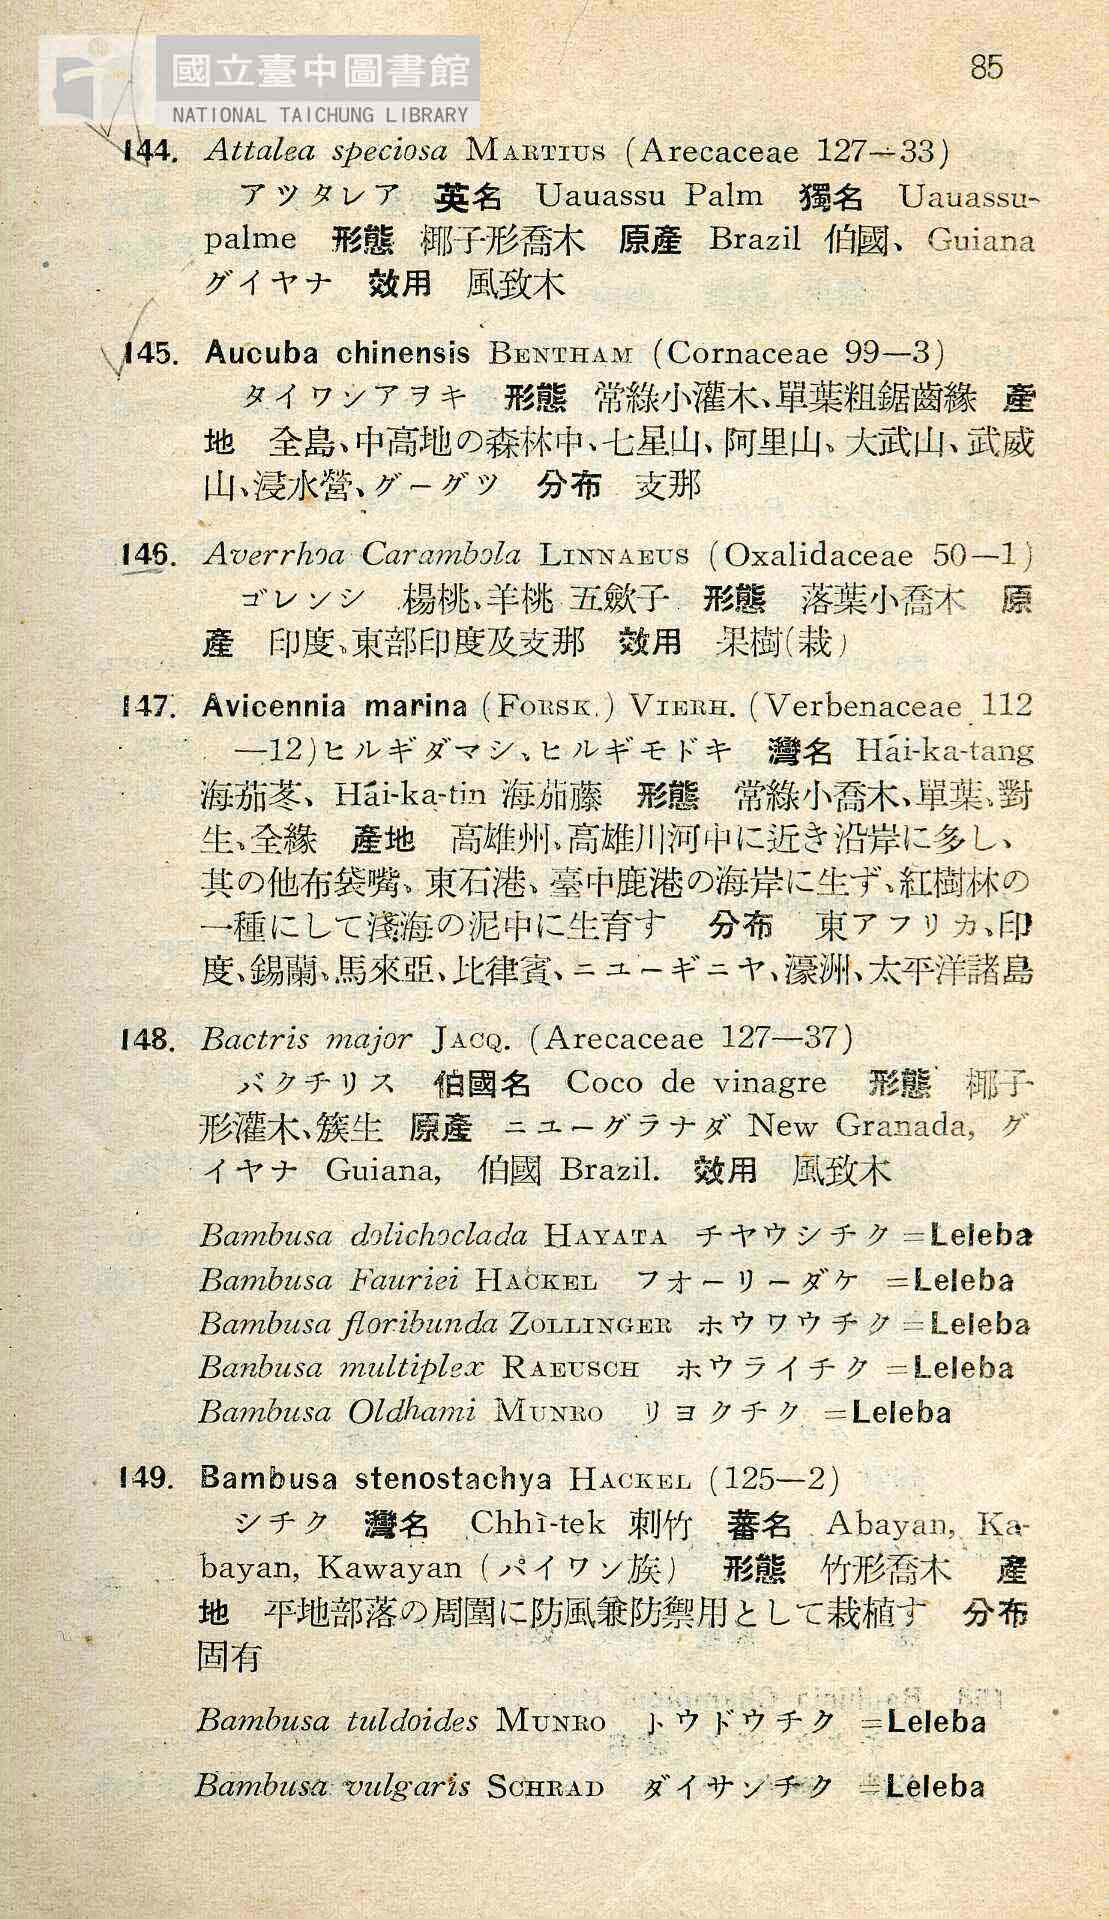 國立臺中圖書館
NATIONAL TAICHUNG LIBRARY
85
144. Attalea speciosa MARTIUS (Arecaceae 127—33)
アツタレア 英名 Uauassu Palm 獨名 Uauassu-
palme 形態 椰子形喬木 原產 Brazil 伯國、Guiana
グイヤナ 效用 風致木
145. Aucuba chinensis BENTHAM (Cornaceae 99—3)
タイワンアヲキ 形態 常綠小灌木、單葉粗鋸齒緣 產
地 全島、中高地の森林中、七星山、阿里山、大武山、武威
山、浸水營、グーグツ 分布 支那
146. Averrhoa Carambola LINNAEUS (Oxalidaceae 50—1)
ゴレンシ 楊桃、羊桃 五歛子 形態 落葉小喬木 原
產 印度、東部印度及支那 效用 果樹(栽)
147. Avicennia marina (FORSK.) VIERH. (Verbenaceae 112
—12)ヒルギダマシ、ヒルギモドキ 灣名 Hái-ka-tang
海茄苳、Hái-ka-tin 海茄藤 形態 常綠小喬木、單葉、對
生、全緣 產地 高雄州、高雄川河中に近き沿岸に多し、
其の他布袋嘴、東石港、臺中鹿港の海岸に生ず、紅樹林の
一種にして淺海の泥中に生育す 分布 東アフリカ、印
度、錫蘭、馬來亞、比律賓、ニユーギニヤ、濠洲、太平洋諸島
148. Bactris major JACQ. (Arecaceae 127—37)
バクチリス 伯國名 Coco de vinagre 形態 椰子
形灌木、簇生 原產 ニユーグラナダ New Granada, グ
イヤナ Guiana, 伯國 Brazil. 效用 風致木
Bambusa dolichoclada HAYATA チヤウシチク =Leleba
Bambusa Fauriei HACKEL フオーリーダケ =Leleba
Bambusa floribunda ZOLLINGER ホウワウチク =Leleba
Banbusa multiplex RAEUSCH ホウライチク =Leleba
Bambusa Oldhami MUNRO リヨクチク =Leleba
149. Bambusa stenostachya HACKEL (125—2)
シチク 灣名 Chhì-tek 刺竹 蕃名 Abayan, Ka-
bayan, Kawayan (パイワン族) 形態 竹形喬木 產
地 平地部落の周圍に防風兼防禦用として栽植す 分布
固有
Bambusa tuldoides MUNRO トウドウチク =Leleba
Bambusa vulgaris SCHRAD ダイサンチク =Leleba